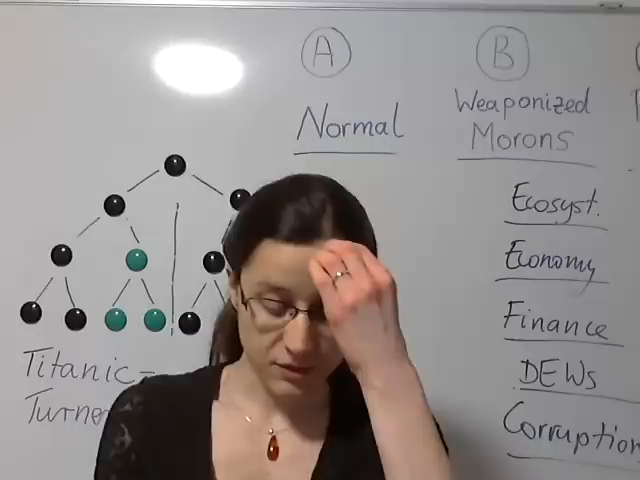 A
B
Normal
Weaponized
Morons
Ecosyst.
Economy
Finance
DEWs
Corruption
Titanic-